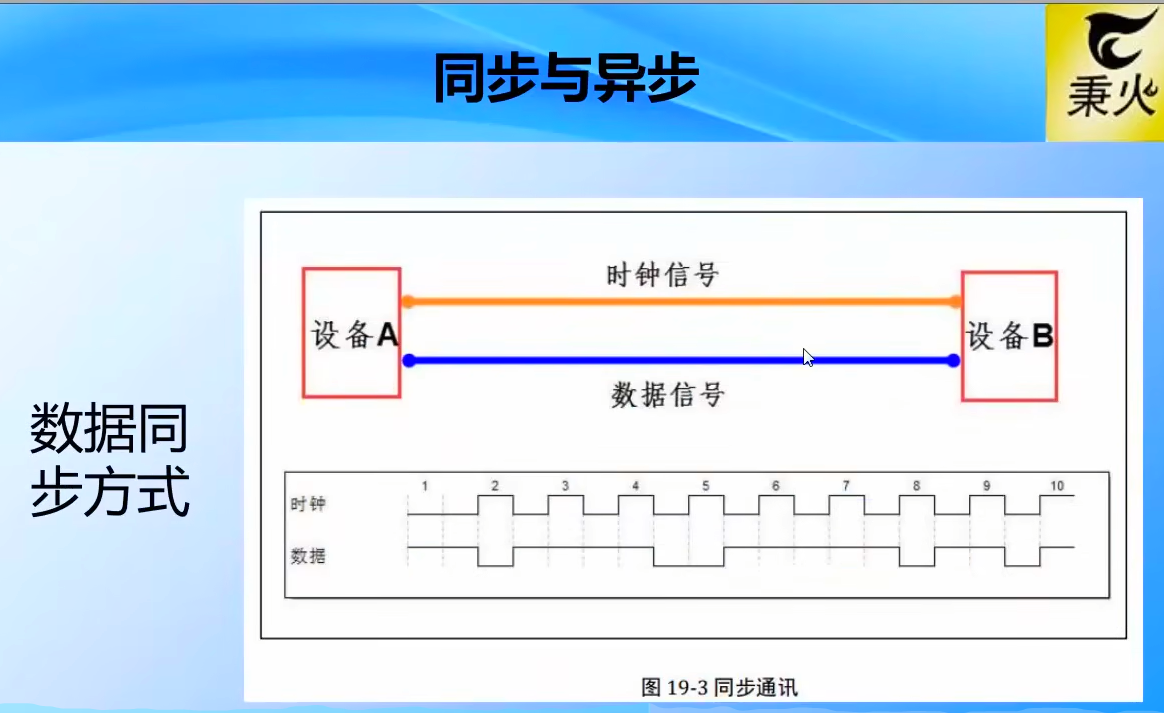 同步与异步
秉火
数据同
步方式
时钟信号
设备A
设备B
数据信号
1 2 3 4 5 6 7 8 9 10
时钟
数据
图 19-3 同步通讯